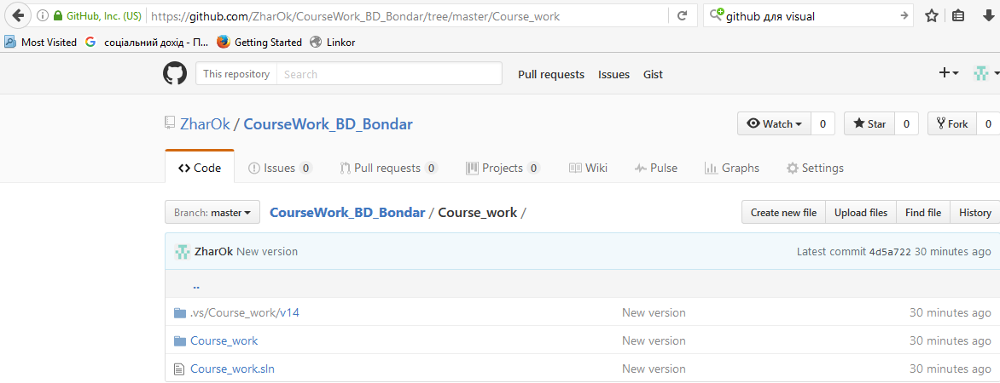 GitHub, Inc. (US) https://github.com/ZharOk/CourseWork_BD_Bondar/tree/master/Course_work github для visual
Most Visited соціальний дохід - П... Getting Started Linkor
This repository Search Pull requests Issues Gist
ZharOk / CourseWork_BD_Bondar Watch 0 Star 0 Fork 0
Code Issues 0 Pull requests 0 Projects 0 Wiki Pulse Graphs Settings
Branch: master CourseWork_BD_Bondar / Course_work / Create new file Upload files Find file History
ZharOk New version Latest commit 4d5a722 30 minutes ago
..
.vs/Course_work/v14 New version 30 minutes ago
Course_work New version 30 minutes ago
Course_work.sln New version 30 minutes ago